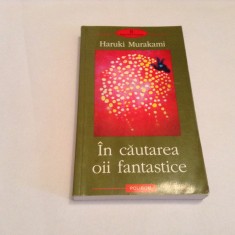 Haruki Murakami
În căutarea
oii fantastice